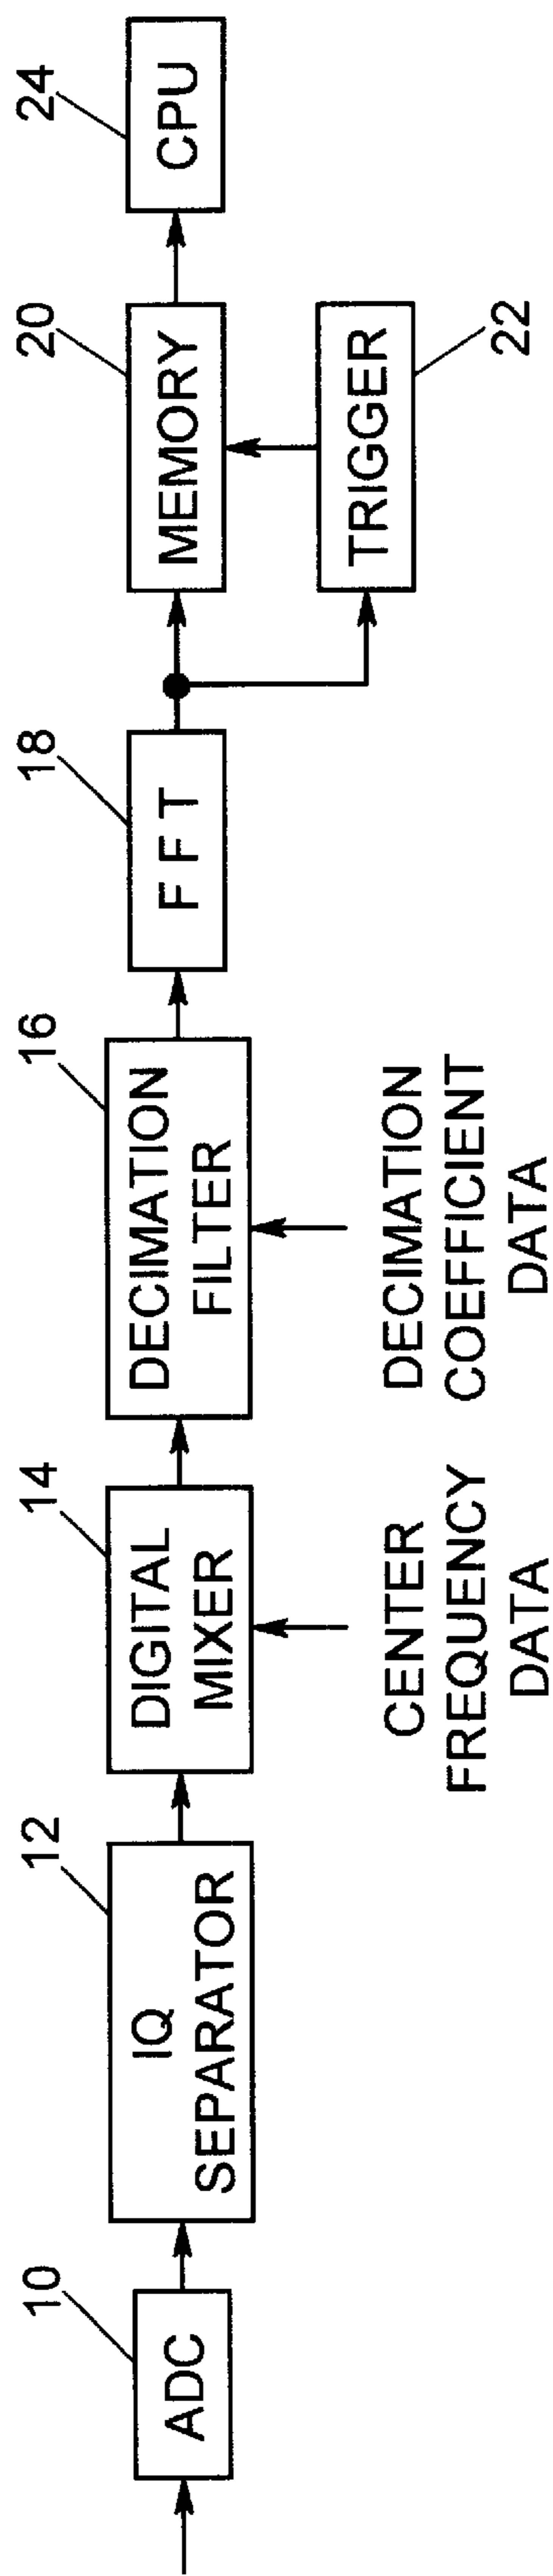 10
ADC
12
IQ
SEPARATOR
14
DIGITAL
MIXER
CENTER
FREQUENCY
DATA
16
DECIMATION
FILTER
DECIMATION
COEFFICIENT
DATA
18
FFT
20
MEMORY
TRIGGER
22
24
CPU